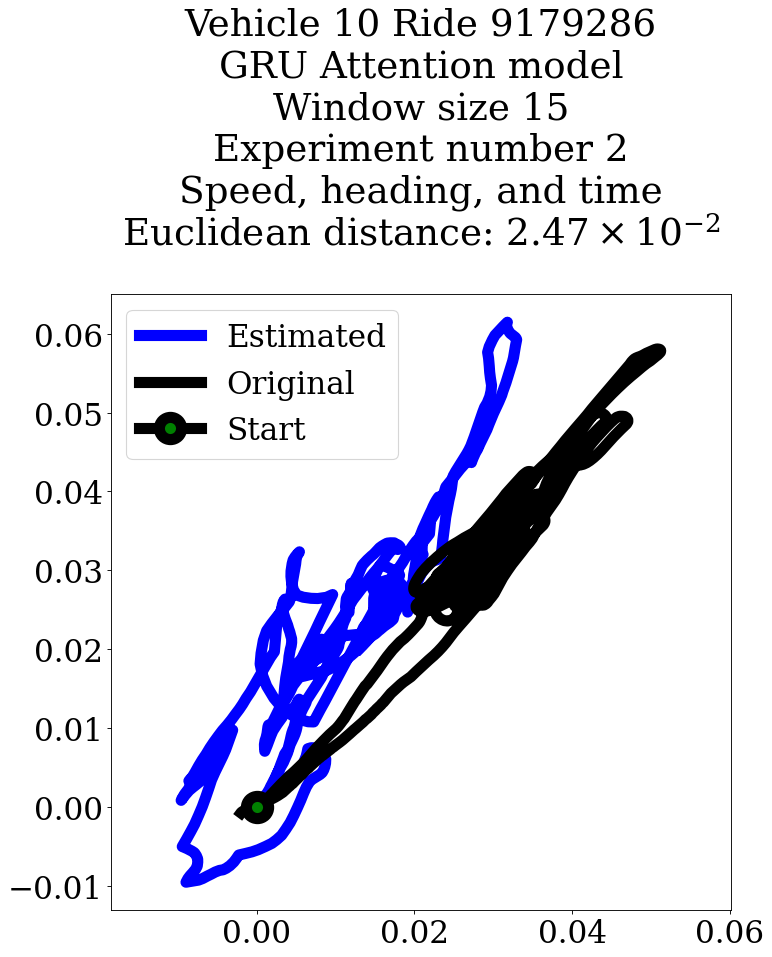 Vehicle 10 Ride 9179286
GRU Attention model
Window size 15
Experiment number 2
Speed, heading, and time
Euclidean distance: 2.47 × 10⁻²
Estimated
Original
Start
0.06
0.05
0.04
0.03
0.02
0.01
0.00
−0.01
0.00 0.02 0.04 0.06